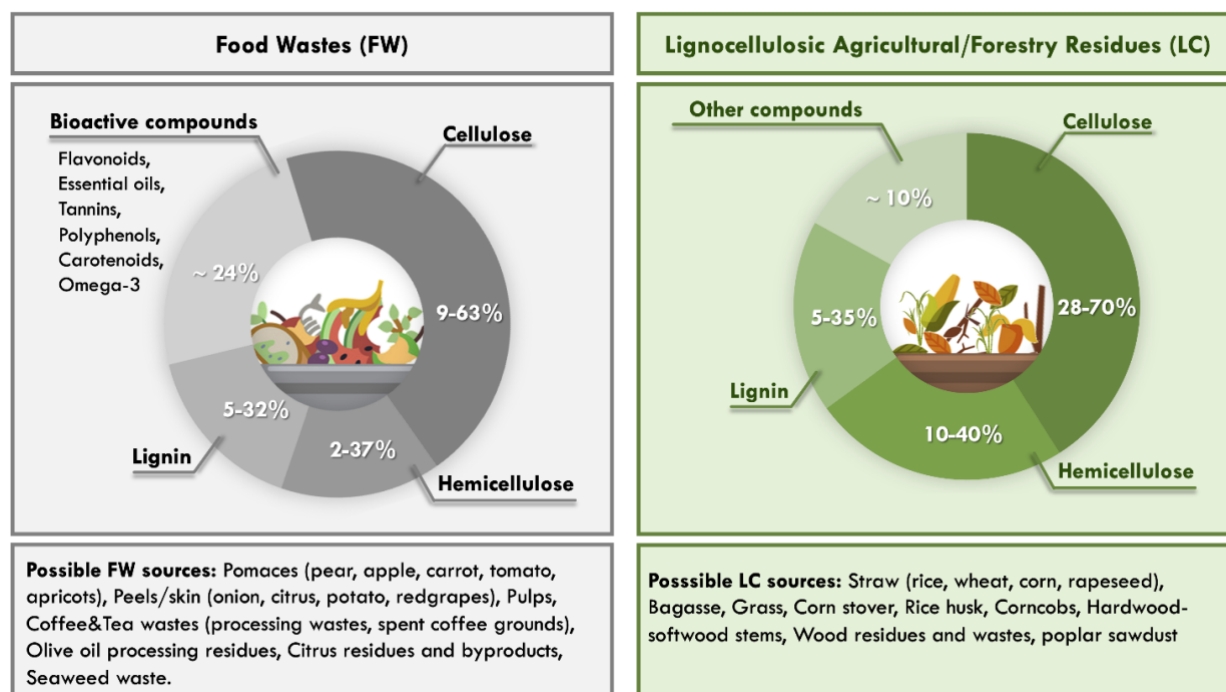 Food Wastes (FW)
Bioactive compounds
Flavonoids,
Essential oils,
Tannins,
Polyphenols,
Carotenoids,
Omega-3
Cellulose
~ 24%
9-63%
5-32%
2-37%
Lignin
Hemicellulose
Possible FW sources: Pomaces (pear, apple, carrot, tomato,
apricots), Peels/skin (onion, citrus, potato, redgrapes), Pulps,
Coffee&Tea wastes (processing wastes, spent coffee grounds),
Olive oil processing residues, Citrus residues and byproducts,
Seaweed waste.
Lignocellulosic Agricultural/Forestry Residues (LC)
Other compounds
Cellulose
~ 10%
5-35%
28-70%
Lignin
10-40%
Hemicellulose
Posssible LC sources: Straw (rice, wheat, corn, rapeseed),
Bagasse, Grass, Corn stover, Rice husk, Corncobs, Hardwood-
softwood stems, Wood residues and wastes, poplar sawdust